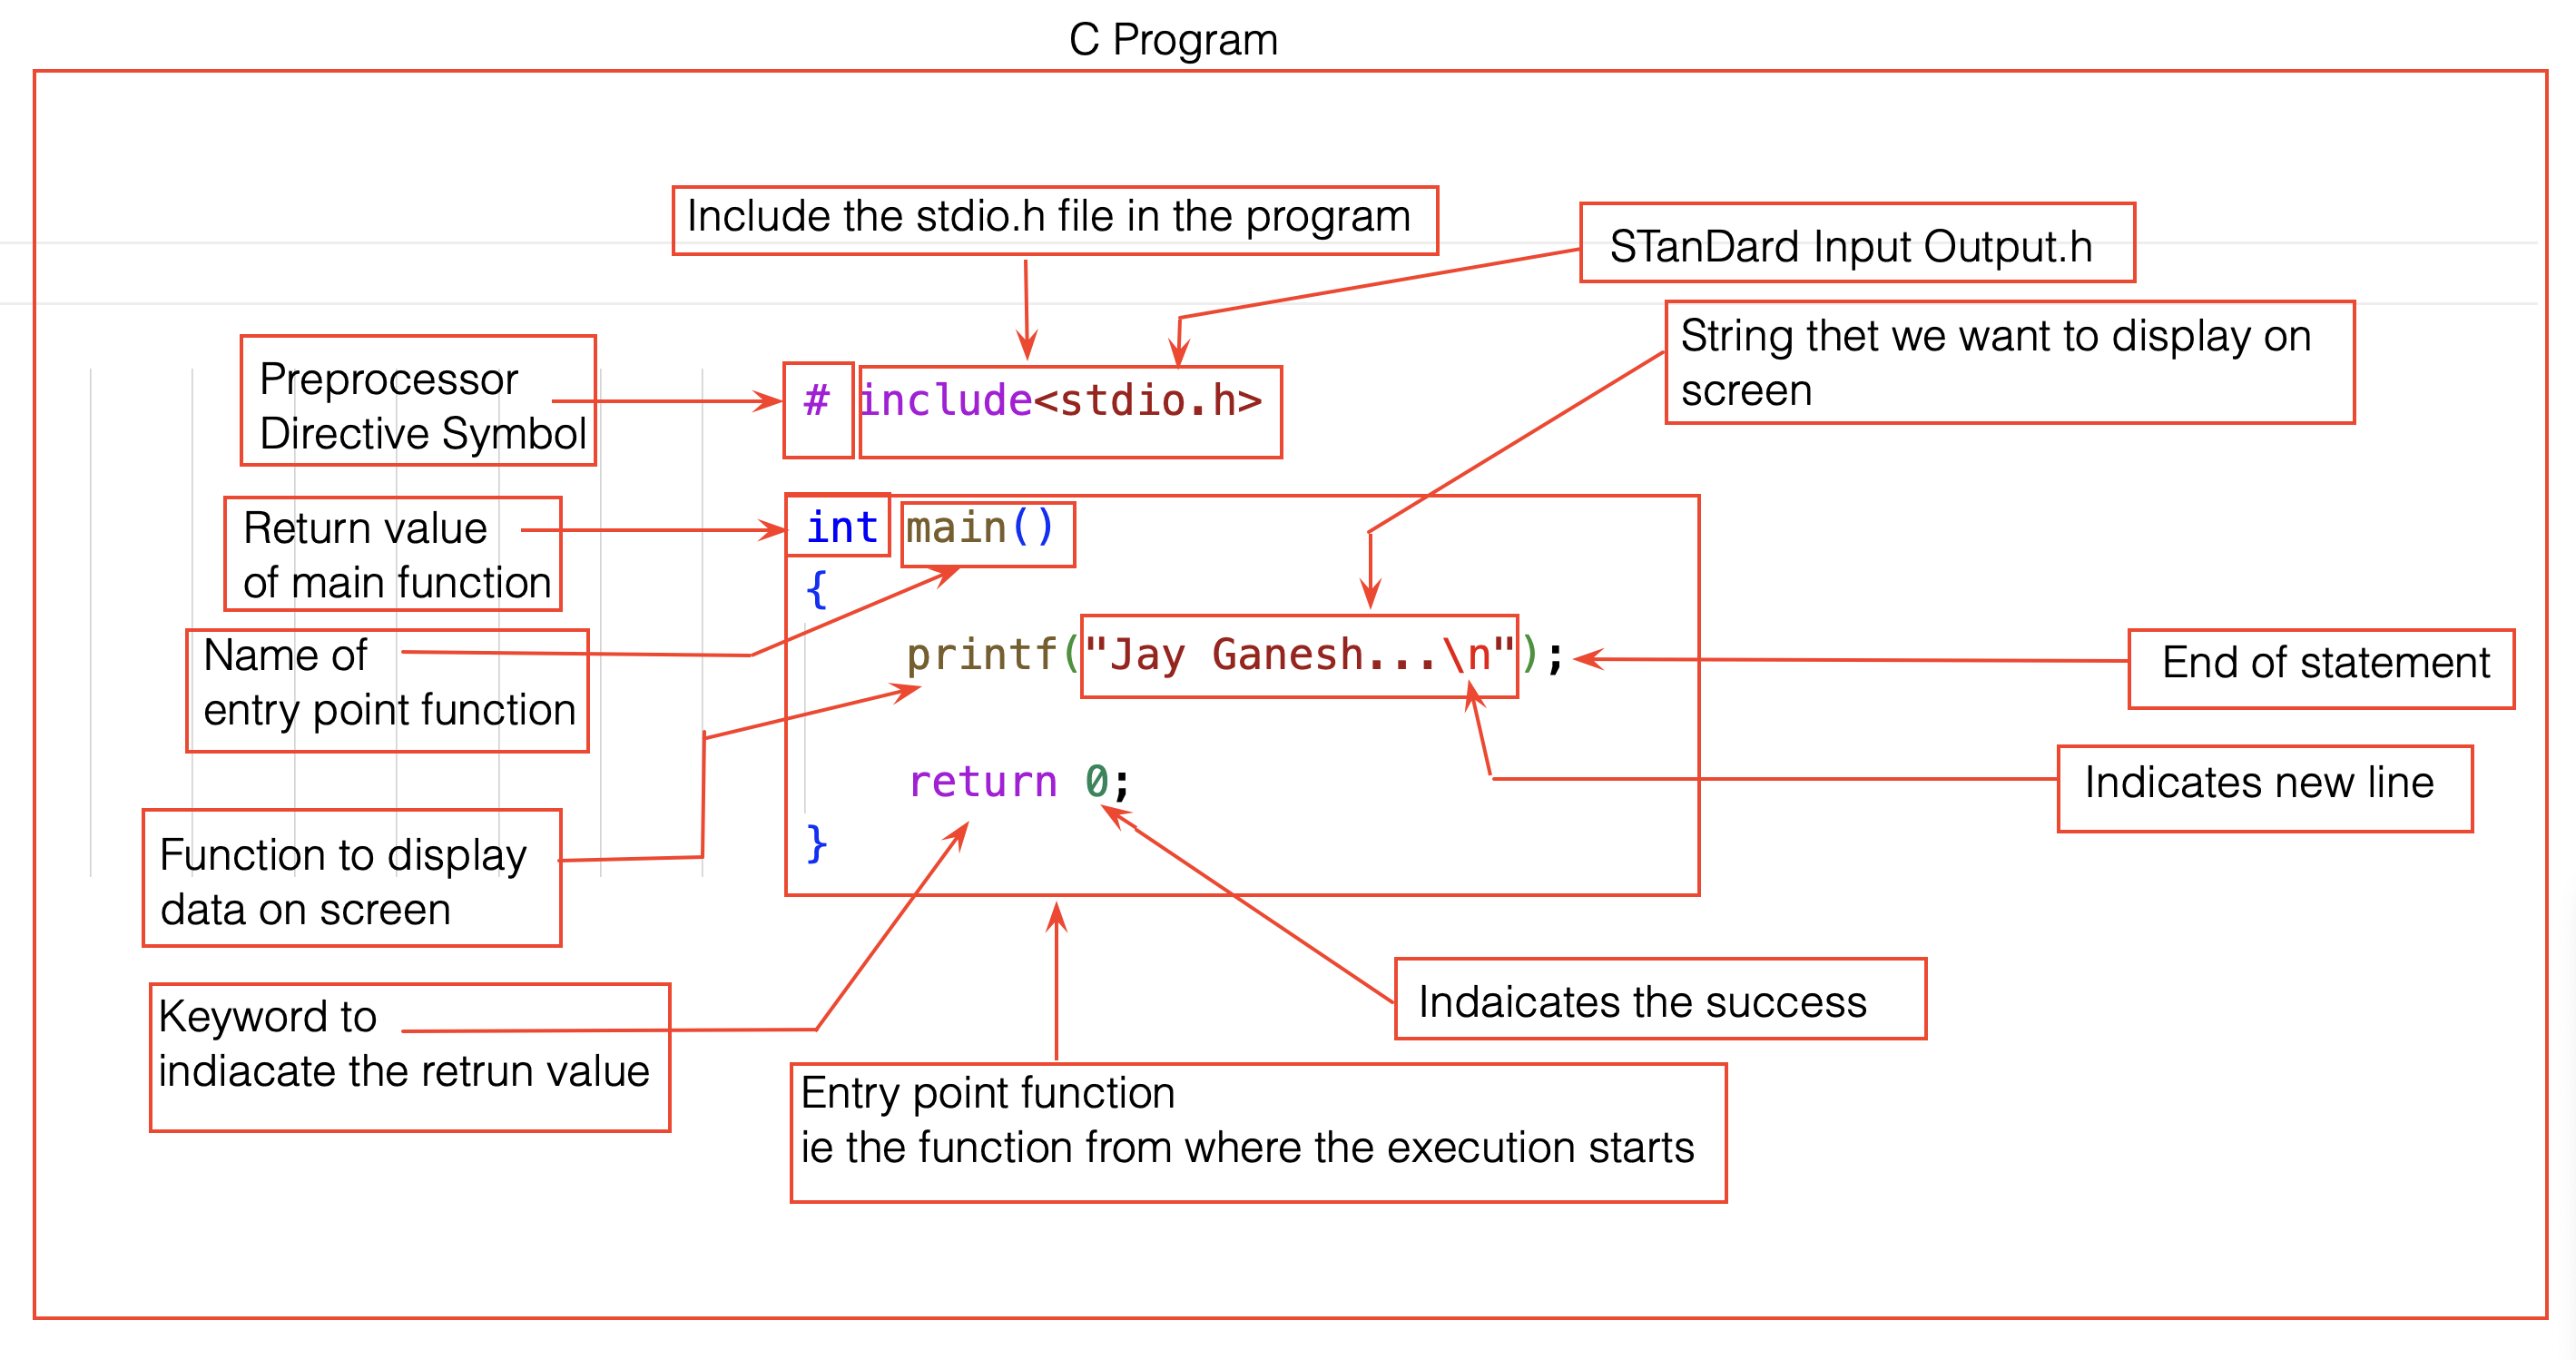 C Program
Include the stdio.h file in the program
STanDard Input Output.h
String thet we want to display on
screen
Preprocessor
Directive Symbol
# include<stdio.h>
Return value
of main function
int main()
{
Name of
entry point function
printf("Jay Ganesh...\n");
End of statement
return 0;
Indicates new line
}
Function to display
data on screen
Keyword to
indiacate the retrun value
Indaicates the success
Entry point function
ie the function from where the execution starts